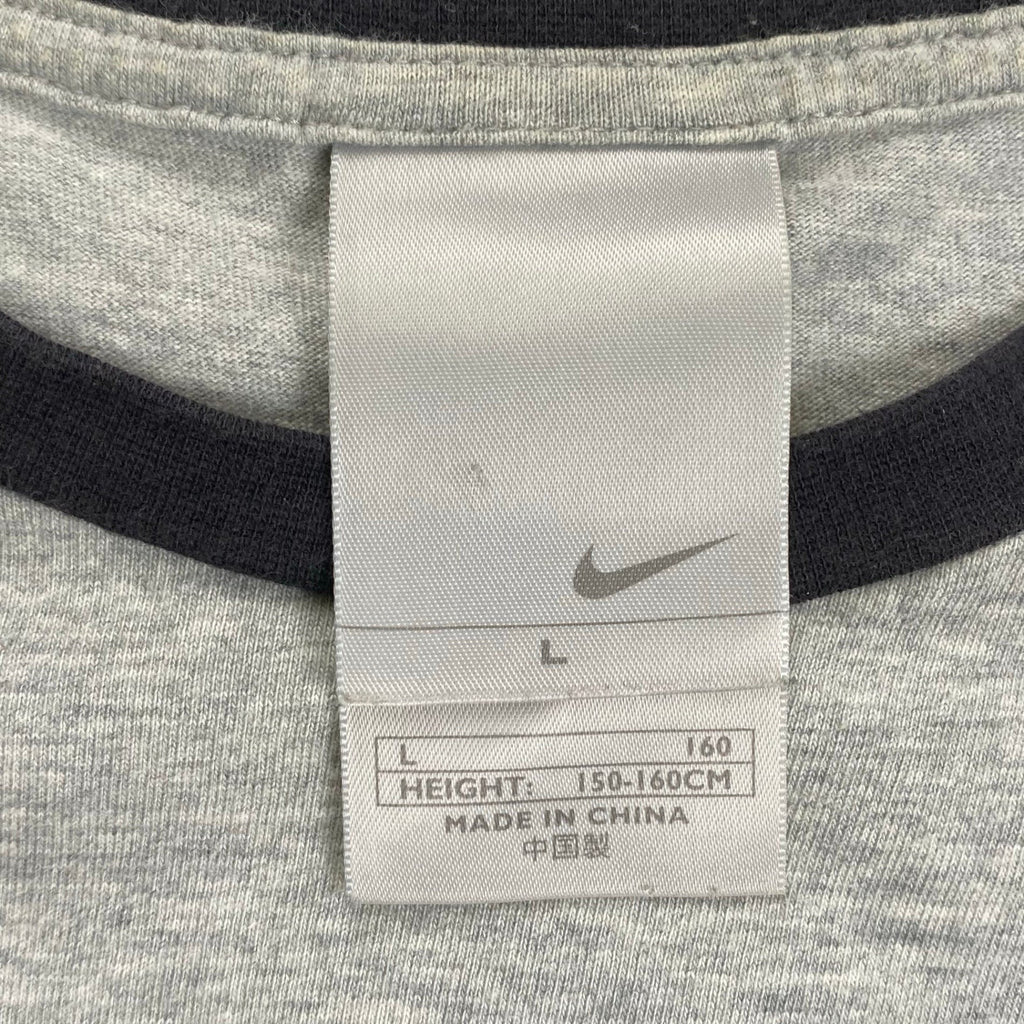 L
L 160
HEIGHT: 150-160CM
MADE IN CHINA
中国製